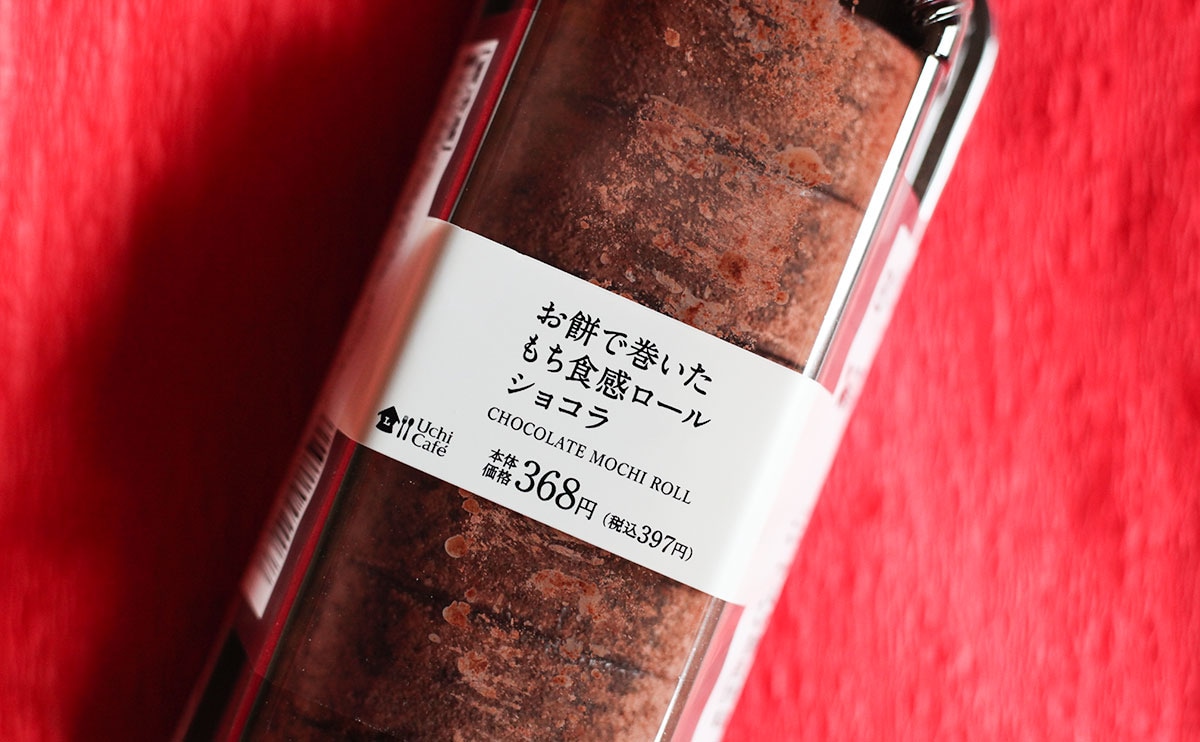 お餅で巻いた
もち食感ロール
ショコラ
CHOCOLATE MOCHI ROLL
L
Uchi
Café
本体
価格368円(税込397円)